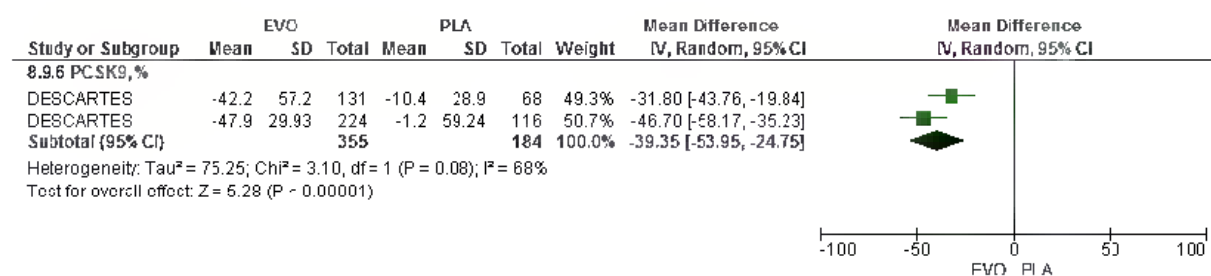 EVO PLA Mean Difference Mean Difference
Study or Subgroup Mean SD Total Mean SD Total Weight IV, Random, 95% CI IV, Random, 95% CI
8.9.6 PCSK9, %
DESCARTES -42.2 57.2 131 -10.4 28.9 68 49.3% -31.80 [-43.76, -19.84]
DESCARTES -47.9 29.93 224 -1.2 59.24 116 50.7% -46.70 [-58.17, -35.23]
Subtotal (95% CI) 355 184 100.0% -39.35 [-53.95, -24.75]
Heterogeneity: Tau² = 75.25; Chi² = 3.10, df = 1 (P = 0.08); I² = 68%
Test for overall effect: Z = 5.28 (P < 0.00001)
-100 -50 0 50 100
EVO PLA